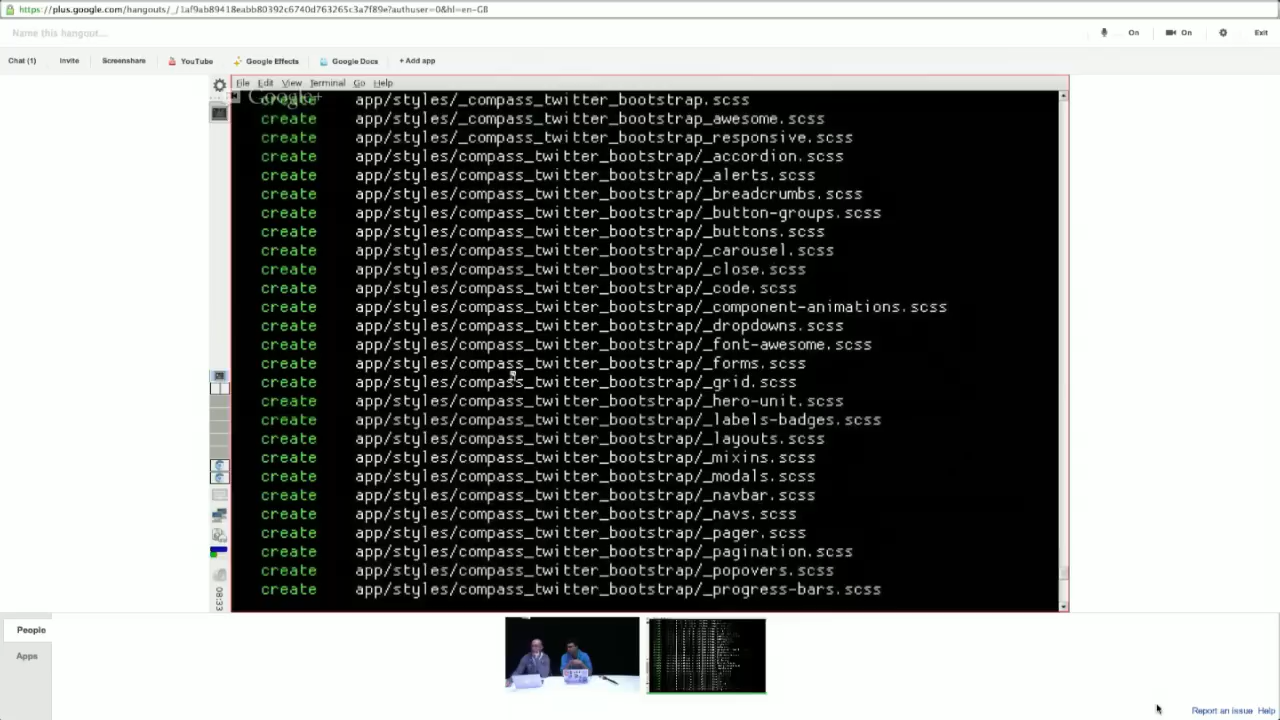 https://plus.google.com/hangouts/_/1af9ab89418eabb80392c6740d763265c3a7f89e?authuser=0&hl=en-GB
Name this hangout...
On
On
Exit
Chat (1)
Invite
Screenshare
YouTube
Google Effects
Google Docs
+ Add app
File Edit View Terminal Go Help
Google+
create app/styles/_compass_twitter_bootstrap.scss
create app/styles/_compass_twitter_bootstrap_awesome.scss
create app/styles/_compass_twitter_bootstrap_responsive.scss
create app/styles/compass_twitter_bootstrap/_accordion.scss
create app/styles/compass_twitter_bootstrap/_alerts.scss
create app/styles/compass_twitter_bootstrap/_breadcrumbs.scss
create app/styles/compass_twitter_bootstrap/_button-groups.scss
create app/styles/compass_twitter_bootstrap/_buttons.scss
create app/styles/compass_twitter_bootstrap/_carousel.scss
create app/styles/compass_twitter_bootstrap/_close.scss
create app/styles/compass_twitter_bootstrap/_code.scss
create app/styles/compass_twitter_bootstrap/_component-animations.scss
create app/styles/compass_twitter_bootstrap/_dropdowns.scss
create app/styles/compass_twitter_bootstrap/_font-awesome.scss
create app/styles/compass_twitter_bootstrap/_forms.scss
create app/styles/compass_twitter_bootstrap/_grid.scss
create app/styles/compass_twitter_bootstrap/_hero-unit.scss
create app/styles/compass_twitter_bootstrap/_labels-badges.scss
create app/styles/compass_twitter_bootstrap/_layouts.scss
create app/styles/compass_twitter_bootstrap/_mixins.scss
create app/styles/compass_twitter_bootstrap/_modals.scss
create app/styles/compass_twitter_bootstrap/_navbar.scss
create app/styles/compass_twitter_bootstrap/_navs.scss
create app/styles/compass_twitter_bootstrap/_pager.scss
create app/styles/compass_twitter_bootstrap/_pagination.scss
create app/styles/compass_twitter_bootstrap/_popovers.scss
create app/styles/compass_twitter_bootstrap/_progress-bars.scss
08:33
People
Apps
Report an issue Help